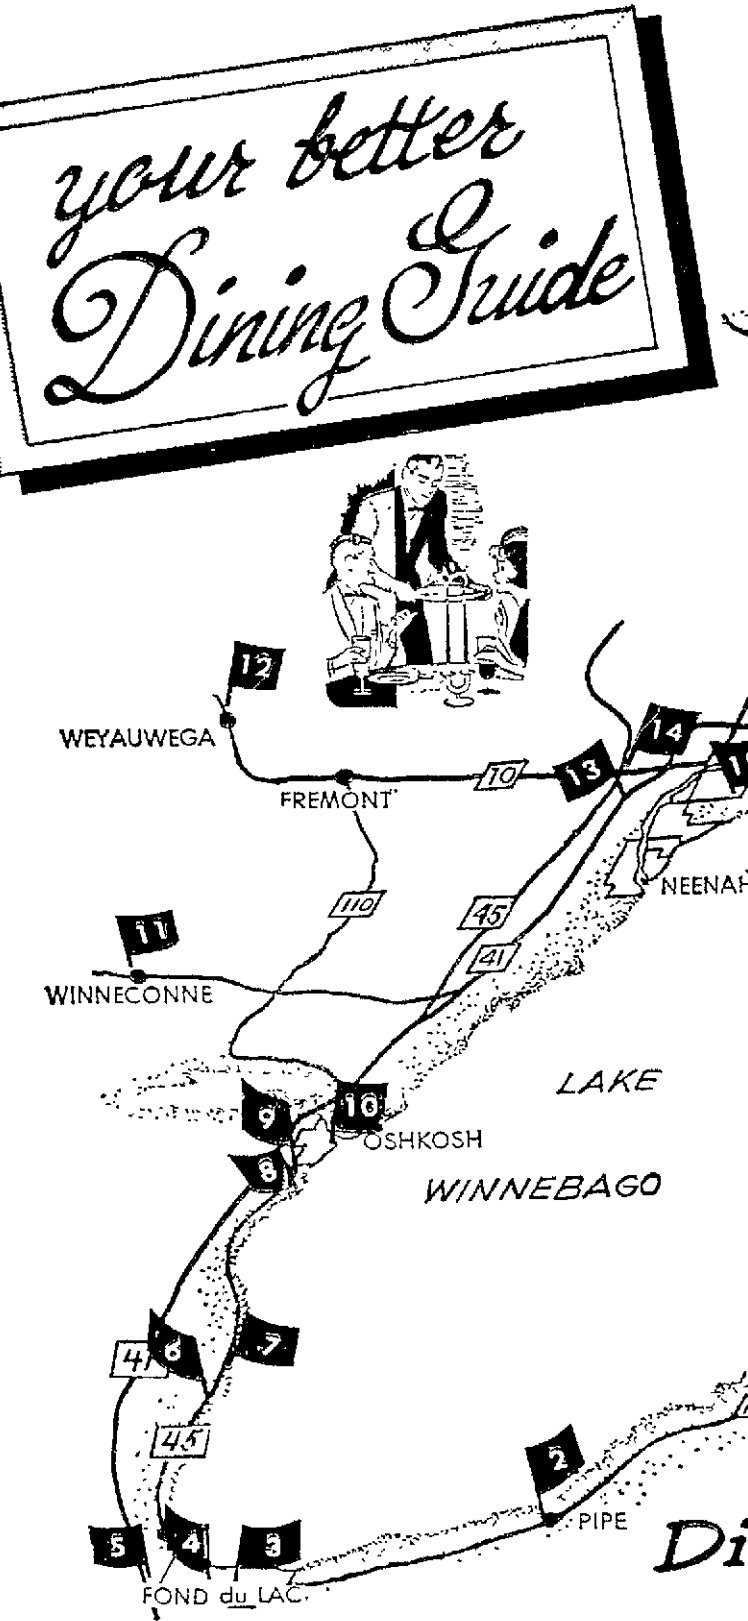 your better
Dining Guide
12
WEYAUWEGA
14
10
13
FREMONT
NEENAH
110
45
11
41
WINNECONNE
LAKE
9
10
OSHKOSH
8
WINNEBAGO
6
7
41
45
2
PIPE
5
4
3
FOND du LAC.